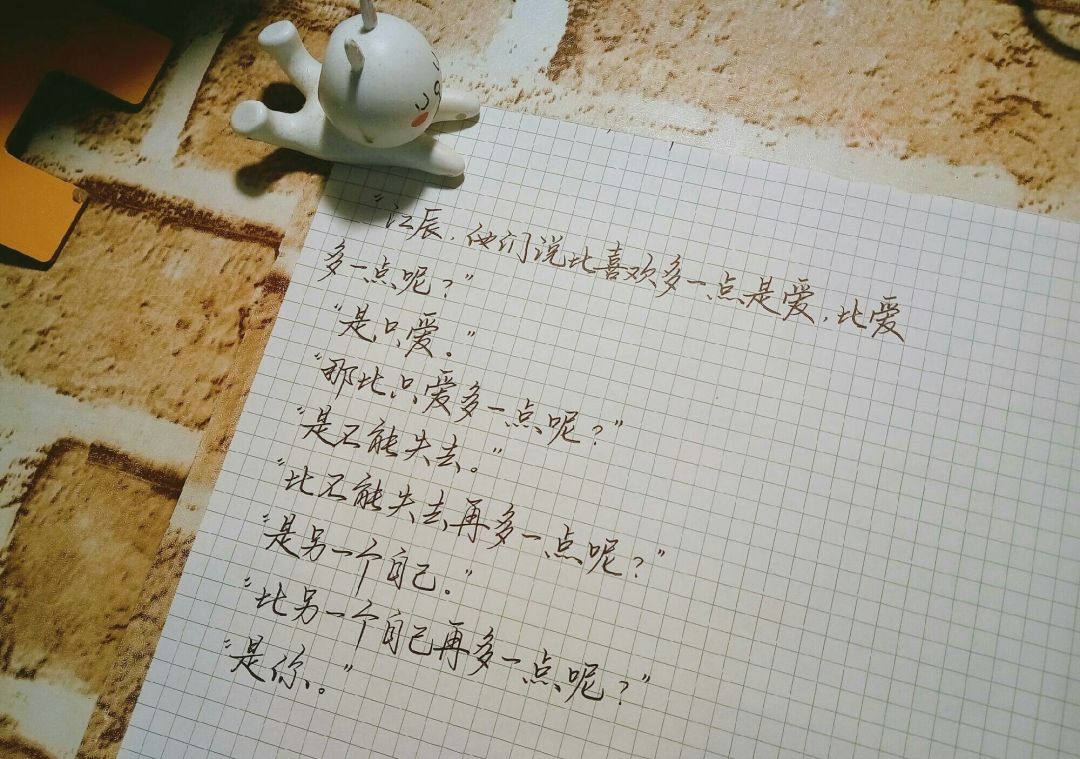 “江辰，他们说比喜欢多一点是爱，比爱
多一点呢？”
“是只爱。”
“那比只爱多一点呢？”
“是不能失去。”
“比不能失去再多一点呢？”
“是另一个自己。”
“比另一个自己再多一点呢？”
“是你。”